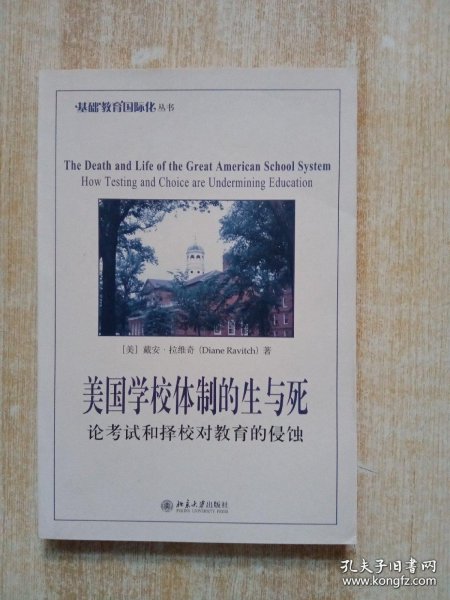 “基础”教育国际化 丛书
The Death and Life of the Great American School System
How Testing and Choice are Undermining Education
［美］戴安·拉维奇（Diane Ravitch）著
美国学校体制的生与死
论考试和择校对教育的侵蚀
北京大学出版社
PEKING UNIVERSITY PRESS
孔夫子旧书网
www.kongfz.com